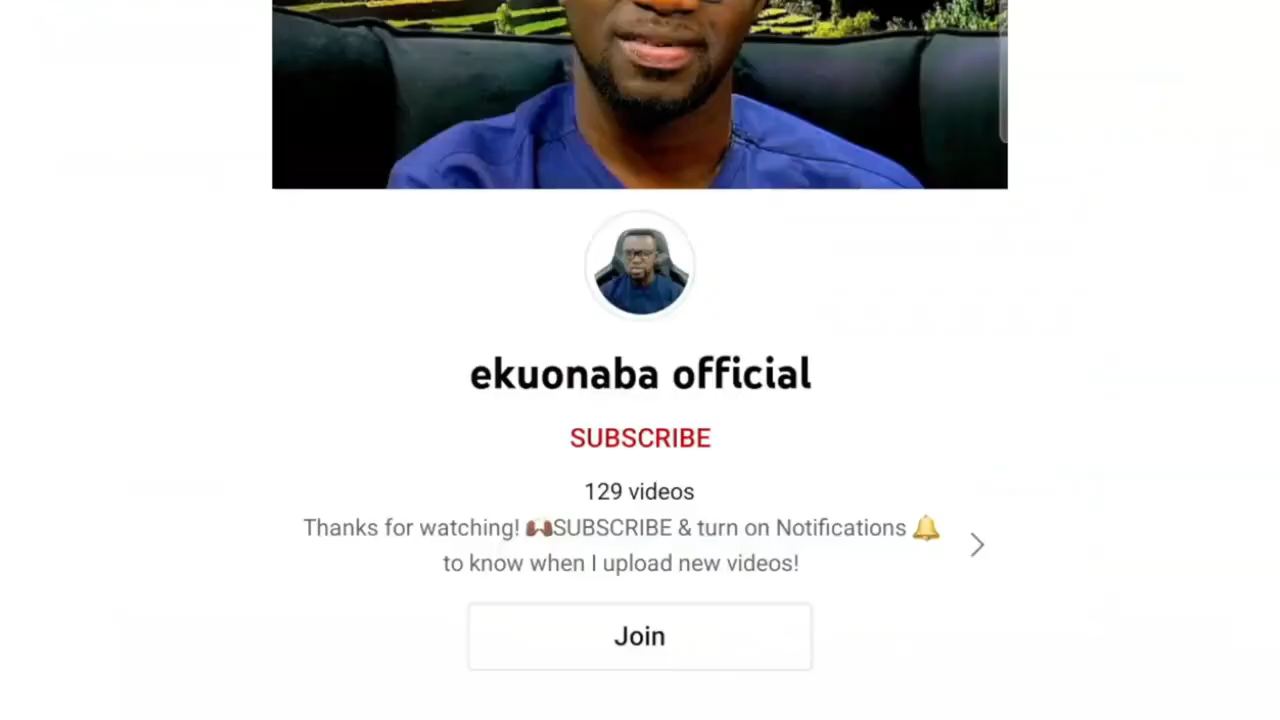 ekuonaba official
SUBSCRIBE
129 videos
Thanks for watching! 🙌🏾SUBSCRIBE & turn on Notifications 🔔
to know when I upload new videos!
Join